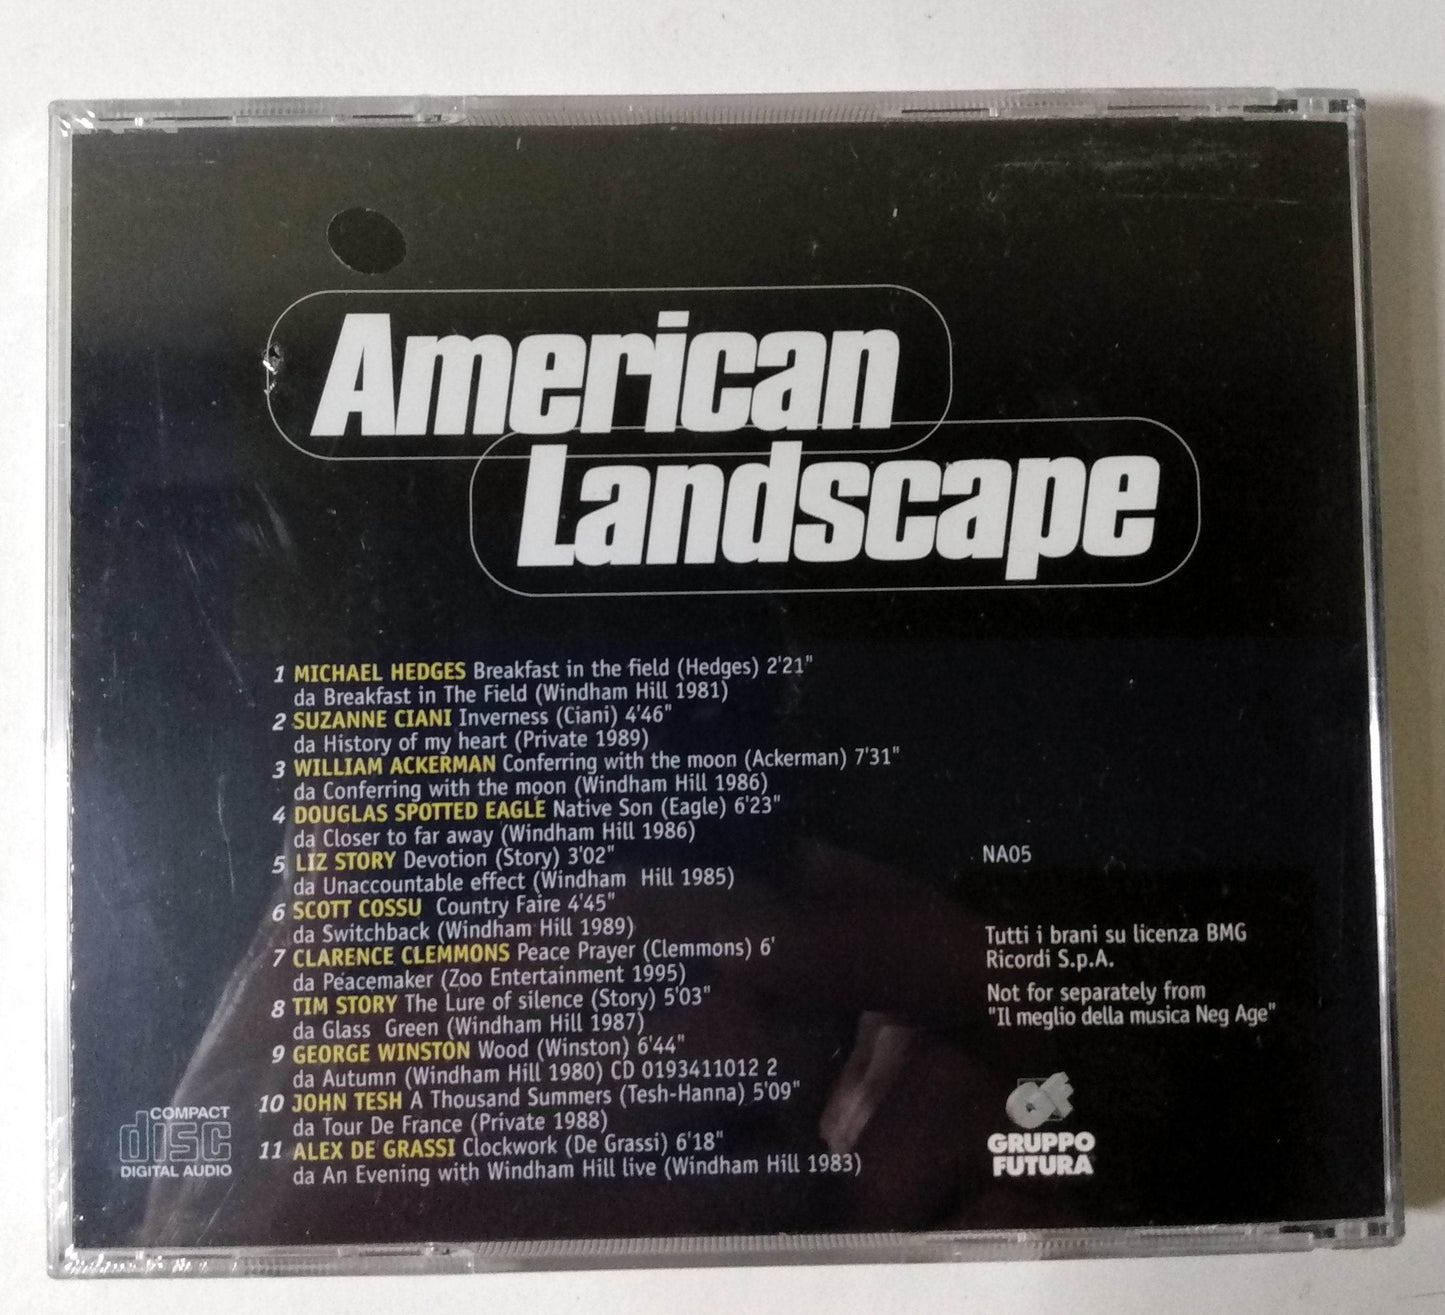 American
Landscape
1 MICHAEL HEDGES Breakfast in the field (Hedges) 2'21"
da Breakfast in The Field (Windham Hill 1981)
2 SUZANNE CIANI Inverness (Ciani) 4'46"
da History of my heart (Private 1989)
3 WILLIAM ACKERMAN Conferring with the moon (Ackerman) 7'31"
da Conferring with the moon (Windham Hill 1986)
4 DOUGLAS SPOTTED EAGLE Native Son (Eagle) 6'23"
da Closer to far away (Windham Hill 1986)
5 LIZ STORY Devotion (Story) 3'02"
da Unaccountable effect (Windham Hill 1985)
6 SCOTT COSSU Country Faire 4'45"
da Switchback (Windham Hill 1989)
7 CLARENCE CLEMMONS Peace Prayer (Clemmons) 6'
da Peacemaker (Zoo Entertainment 1995)
8 TIM STORY The Lure of silence (Story) 5'03"
da Glass Green (Windham Hill 1987)
9 GEORGE WINSTON Wood (Winston) 6'44"
da Autumn (Windham Hill 1980) CD 0193411012 2
10 JOHN TESH A Thousand Summers (Tesh-Hanna) 5'09"
da Tour De France (Private 1988)
11 ALEX DE GRASSI Clockwork (De Grassi) 6'18"
da An Evening with Windham Hill live (Windham Hill 1983)
NA05
Tutti i brani su licenza BMG
Ricordi S.p.A.
Not for separately from
"Il meglio della musica Neg Age"
COMPACT
disc
DIGITAL AUDIO
GRUPPO
FUTURA